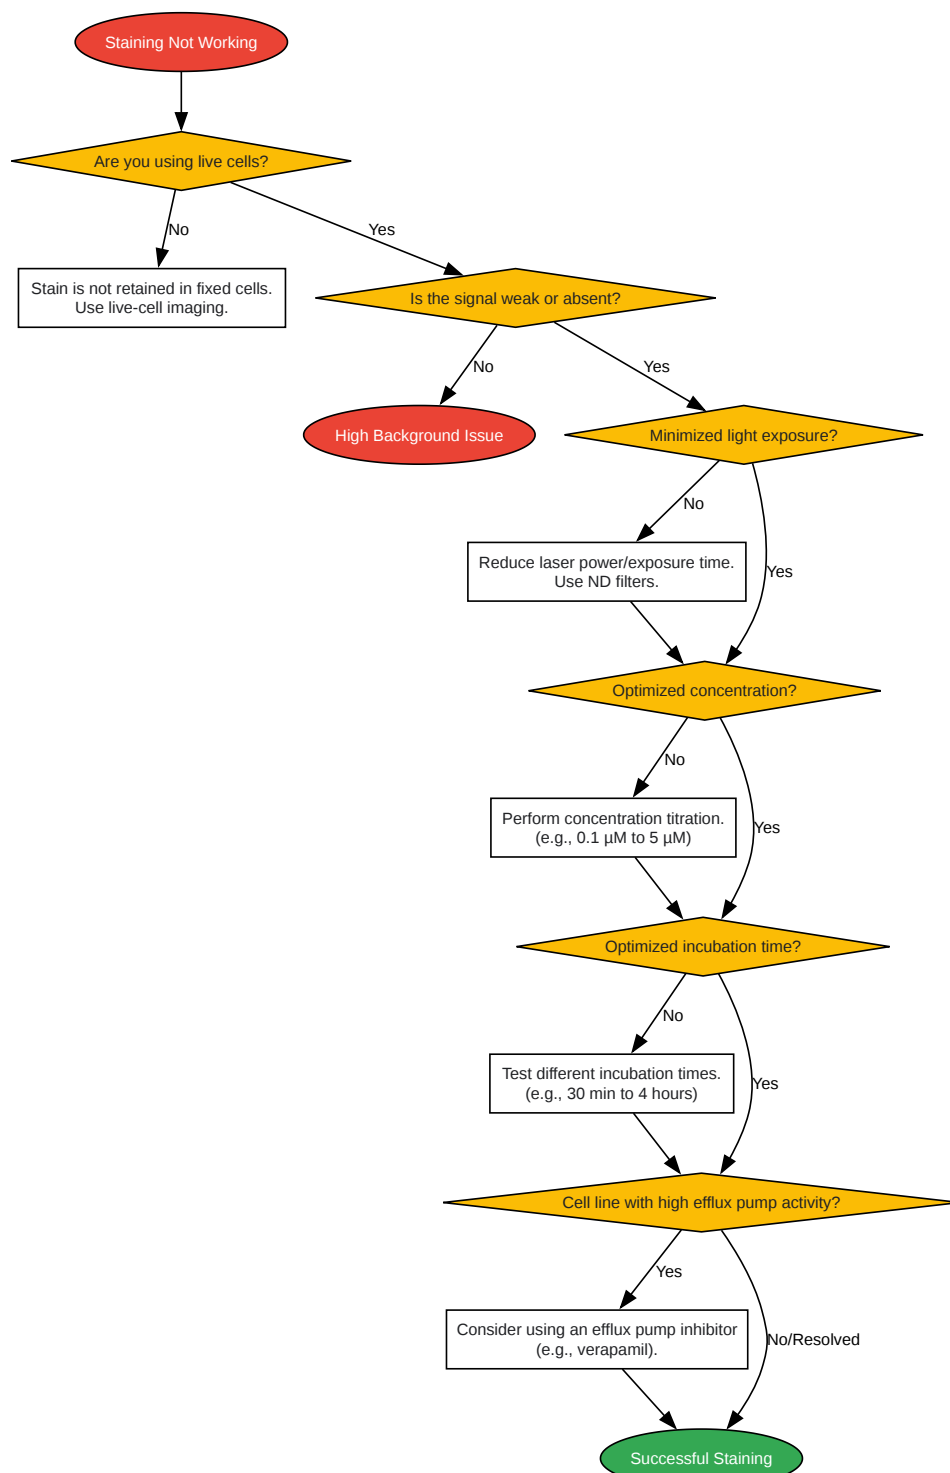 Staining Not Working
Are you using live cells?
No
Yes
Stain is not retained in fixed cells.
Use live-cell imaging.
Is the signal weak or absent?
No
Yes
High Background Issue
Minimized light exposure?
No
Yes
Reduce laser power/exposure time.
Use ND filters.
Optimized concentration?
No
Yes
Perform concentration titration.
(e.g., 0.1 µM to 5 µM)
Optimized incubation time?
No
Yes
Test different incubation times.
(e.g., 30 min to 4 hours)
Cell line with high efflux pump activity?
Yes
No/Resolved
Consider using an efflux pump inhibitor
(e.g., verapamil).
Successful Staining